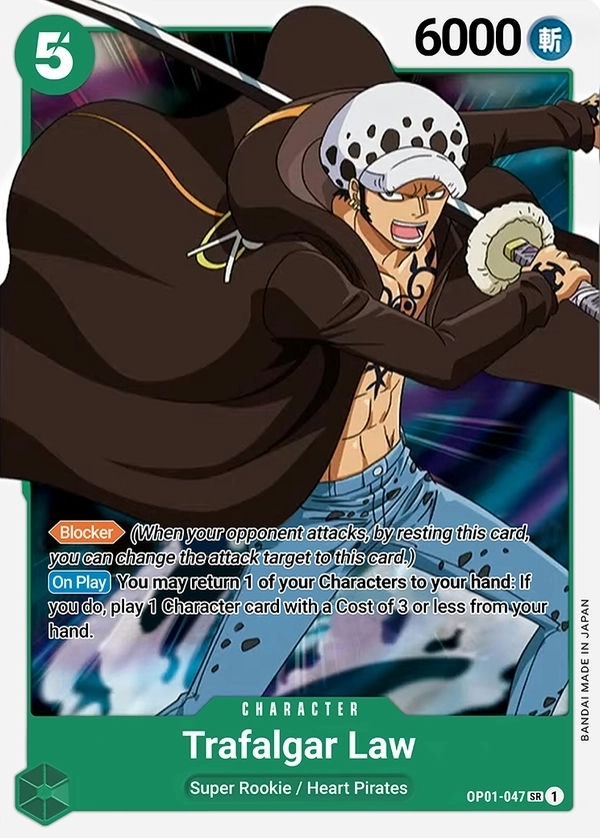 5
6000 斬
Blocker (When your opponent attacks, by resting this card,
you can change the attack target to this card.)
On Play You may return 1 of your Characters to your hand: If
you do, play 1 Character card with a Cost of 3 or less from your
hand.
BANDAI MADE IN JAPAN
CHARACTER
Trafalgar Law
Super Rookie / Heart Pirates
OP01-047 SR 1